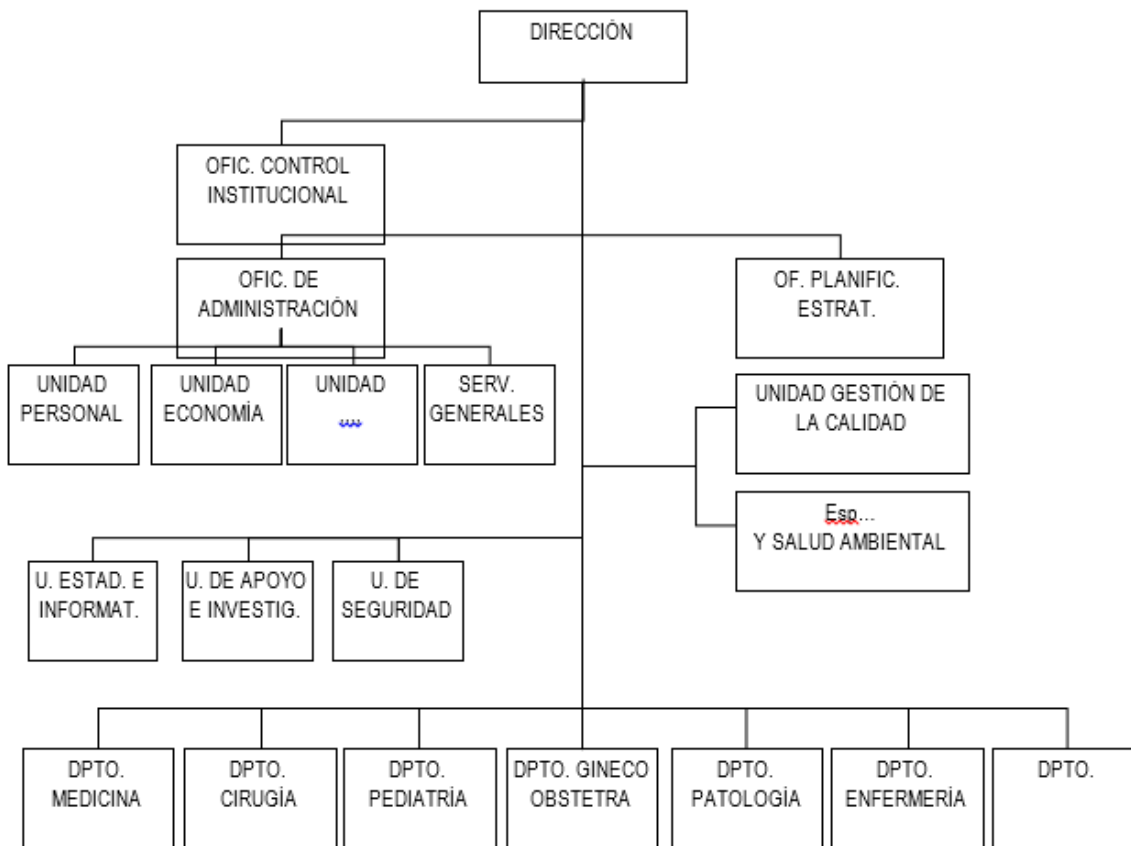 DIRECCIÓN
OFIC. CONTROL
INSTITUCIONAL
OFIC. DE
ADMINISTRACIÓN
OF. PLANIFIC.
ESTRAT.
UNIDAD
PERSONAL
UNIDAD
ECONOMÍA
UNIDAD
...
SERV.
GENERALES
UNIDAD GESTIÓN DE
LA CALIDAD
Esp...
Y SALUD AMBIENTAL
U. ESTAD. E
INFORMAT.
U. DE APOYO
E INVESTIG.
U. DE
SEGURIDAD
DPTO.
MEDICINA
DPTO.
CIRUGÍA
DPTO.
PEDIATRÍA
DPTO. GINECO
OBSTETRA
DPTO.
PATOLOGÍA
DPTO.
ENFERMERÍA
DPTO.